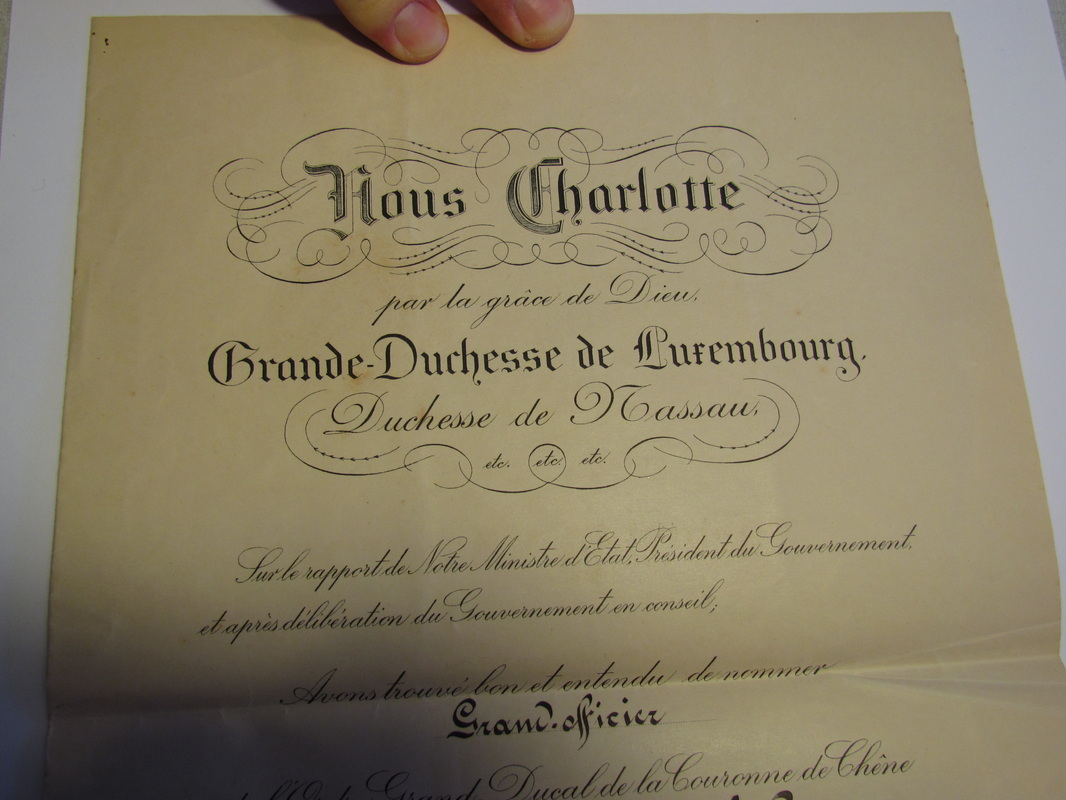 Nous Charlotte
par la grâce de Dieu,
Grande-Duchesse de Luxembourg,
Duchesse de Nassau,
etc. etc. etc.
Sur le rapport de Notre Ministre d'Etat, Président du Gouvernement,
et après délibération du Gouvernement en conseil;
Avons trouvé bon et entendu de nommer
Grand-officier
Grand Ducal de la Couronne de Chêne